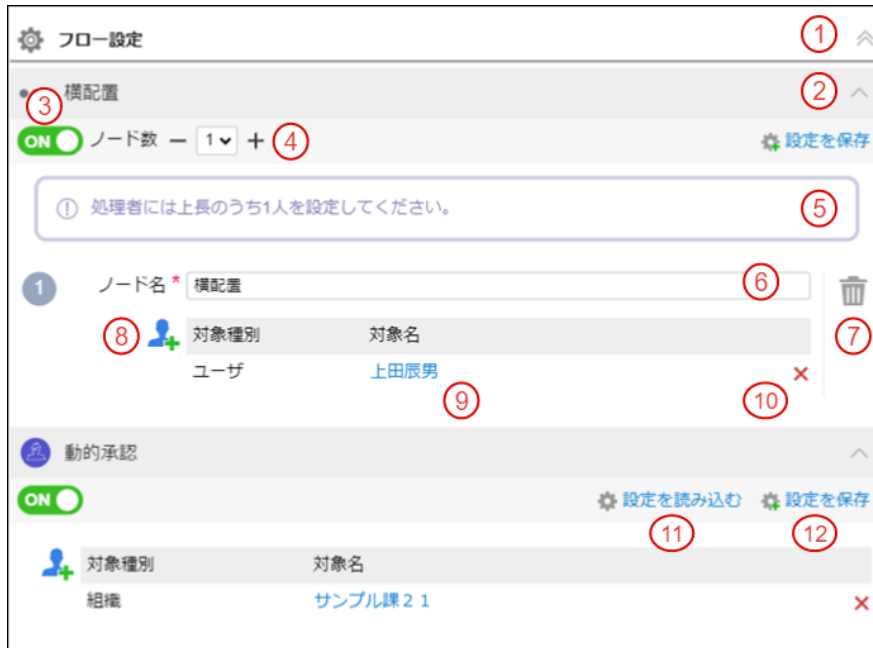 フロー設定 ①
横配置 ②
③
ON ノード数 − 1 + ④ 設定を保存
処理者には上長のうち1人を設定してください。 ⑤
1 ノード名 * 横配置 ⑥
⑦
⑧ 対象種別 対象名
ユーザ 上田辰男
⑨ ⑩
動的承認
ON 設定を読み込む 設定を保存
⑪ ⑫
対象種別 対象名
組織 サンプル課21